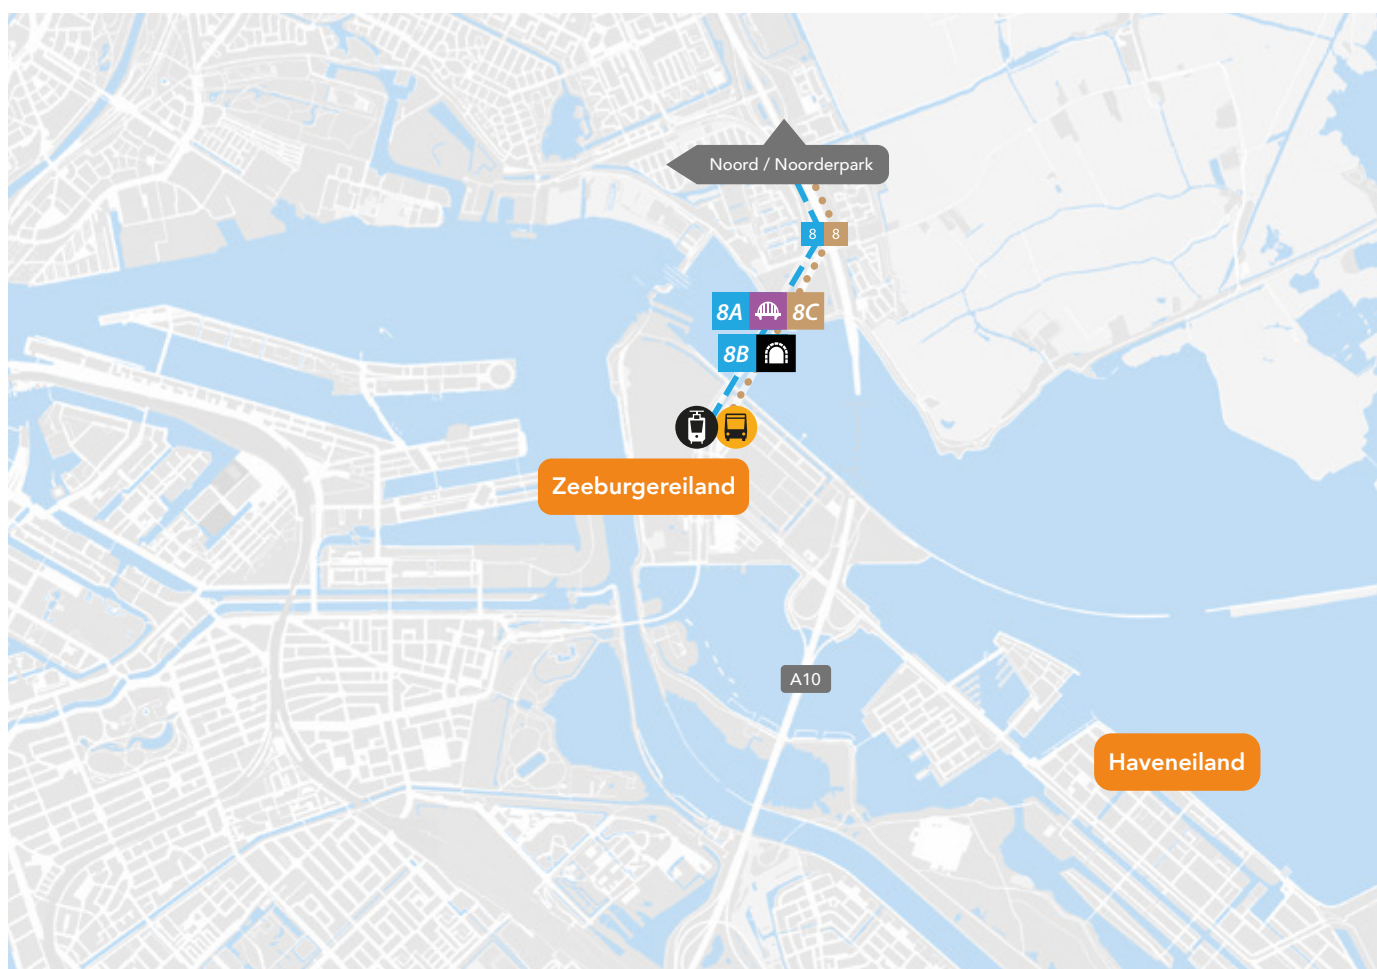 Noord / Noorderpark
8 8
8A 8C
8B
Zeeburgereiland
A10
Haveneiland